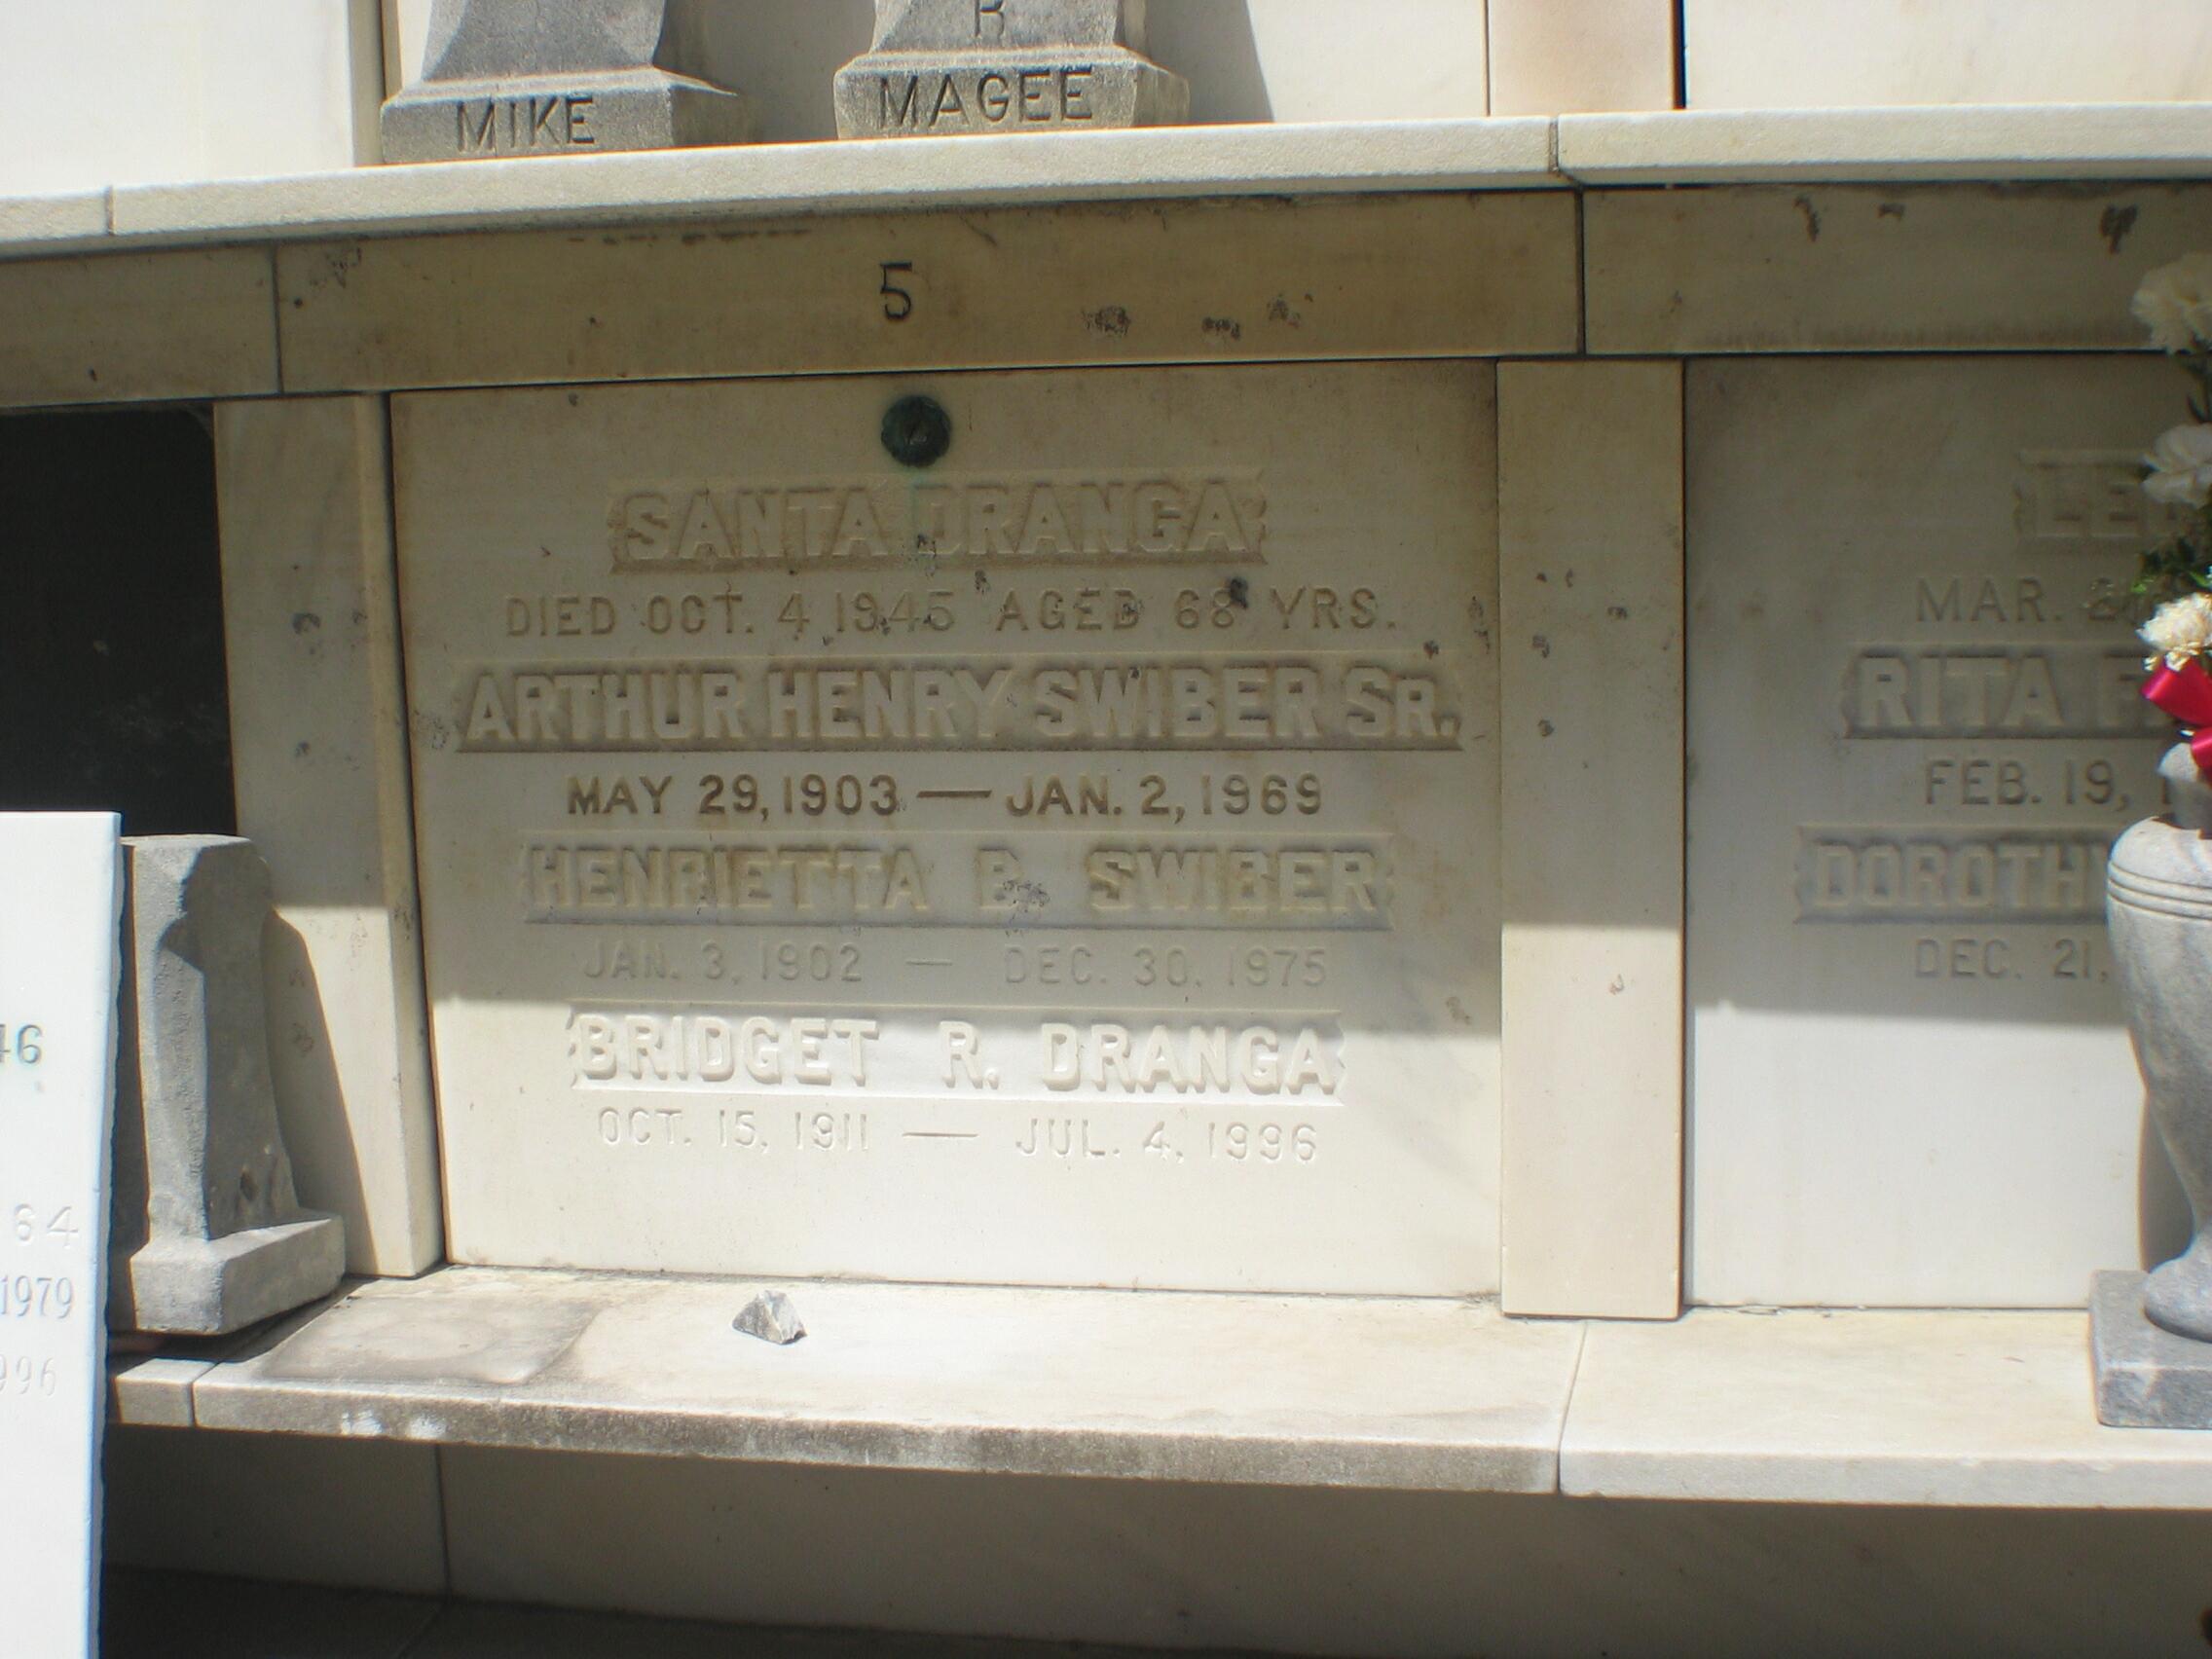 R
MIKE
MAGEE
5
SANTA DRANGA
DIED OCT. 4 1945 AGED 68 YRS.
ARTHUR HENRY SWIBER SR.
MAY 29, 1903 — JAN. 2, 1969
HENRIETTA B. SWIBER
JAN. 3, 1902 — DEC. 30, 1975
BRIDGET R. DRANGA
OCT. 15, 1911 — JUL. 4, 1996
MAR.
RITA
FEB. 19,
DOROTHY
DEC. 21,
46
64
1979
996